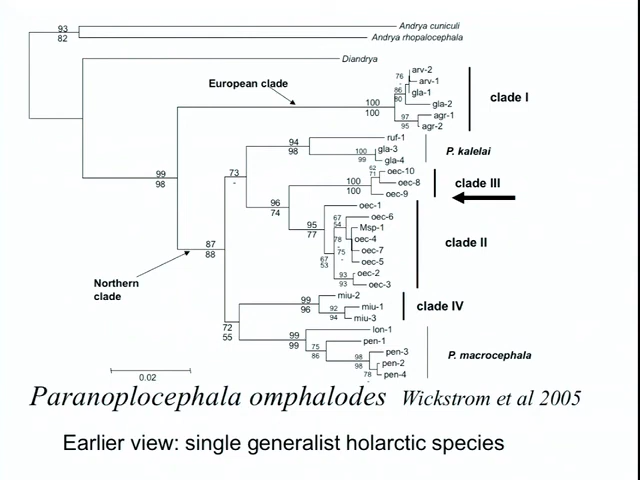 Andrya cuniculi
93
82
Andrya rhopalocephala
Diandrya
European clade
arv-2
76
-
arv-1
86
80
gla-1
gla-2
100
100
clade I
97
95
agr-1
agr-2
94
98
ruf-1
100
99
gla-3
gla-4
P. kalelai
99
98
73
-
62
71
oec-10
oec-8
oec-9
100
100
clade III
96
74
oec-1
67
54
oec-6
Msp-1
95
77
78
-
oec-4
75
-
oec-7
oec-5
67
53
93
93
oec-2
oec-3
clade II
87
88
Northern
clade
miu-2
99
96
92
94
miu-1
miu-3
clade IV
72
55
lon-1
99
99
pen-1
75
86
pen-3
98
98
pen-2
78
-
pen-4
P. macrocephala
0.02
Paranoplocephala omphalodes Wickstrom et al 2005
Earlier view: single generalist holarctic species